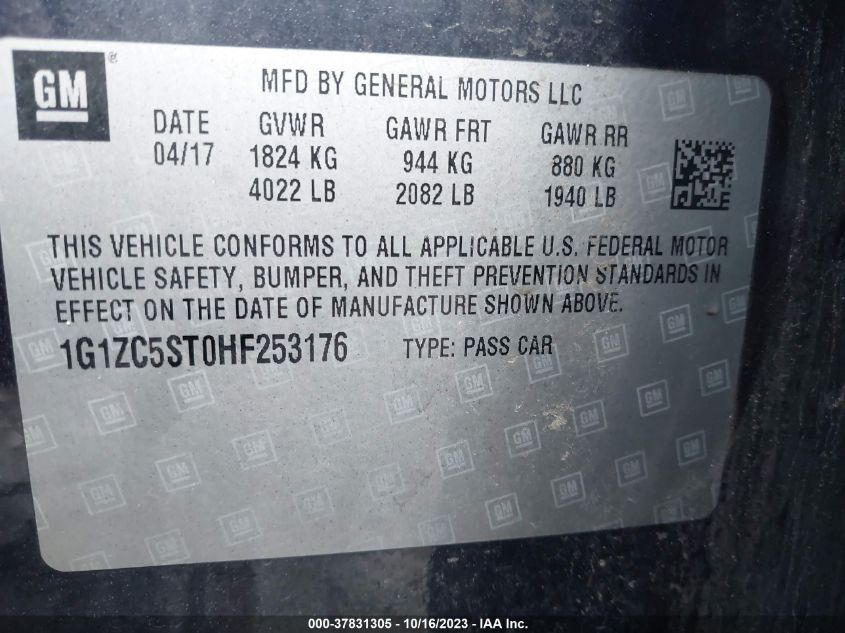 GM
MFD BY GENERAL MOTORS LLC
DATE GVWR GAWR FRT GAWR RR
04/17 1824 KG 944 KG 880 KG
4022 LB 2082 LB 1940 LB
THIS VEHICLE CONFORMS TO ALL APPLICABLE U.S. FEDERAL MOTOR
VEHICLE SAFETY, BUMPER, AND THEFT PREVENTION STANDARDS IN
EFFECT ON THE DATE OF MANUFACTURE SHOWN ABOVE.
1G1ZC5ST0HF253176 TYPE: PASS CAR
000-37831305 - 10/16/2023 - IAA Inc.